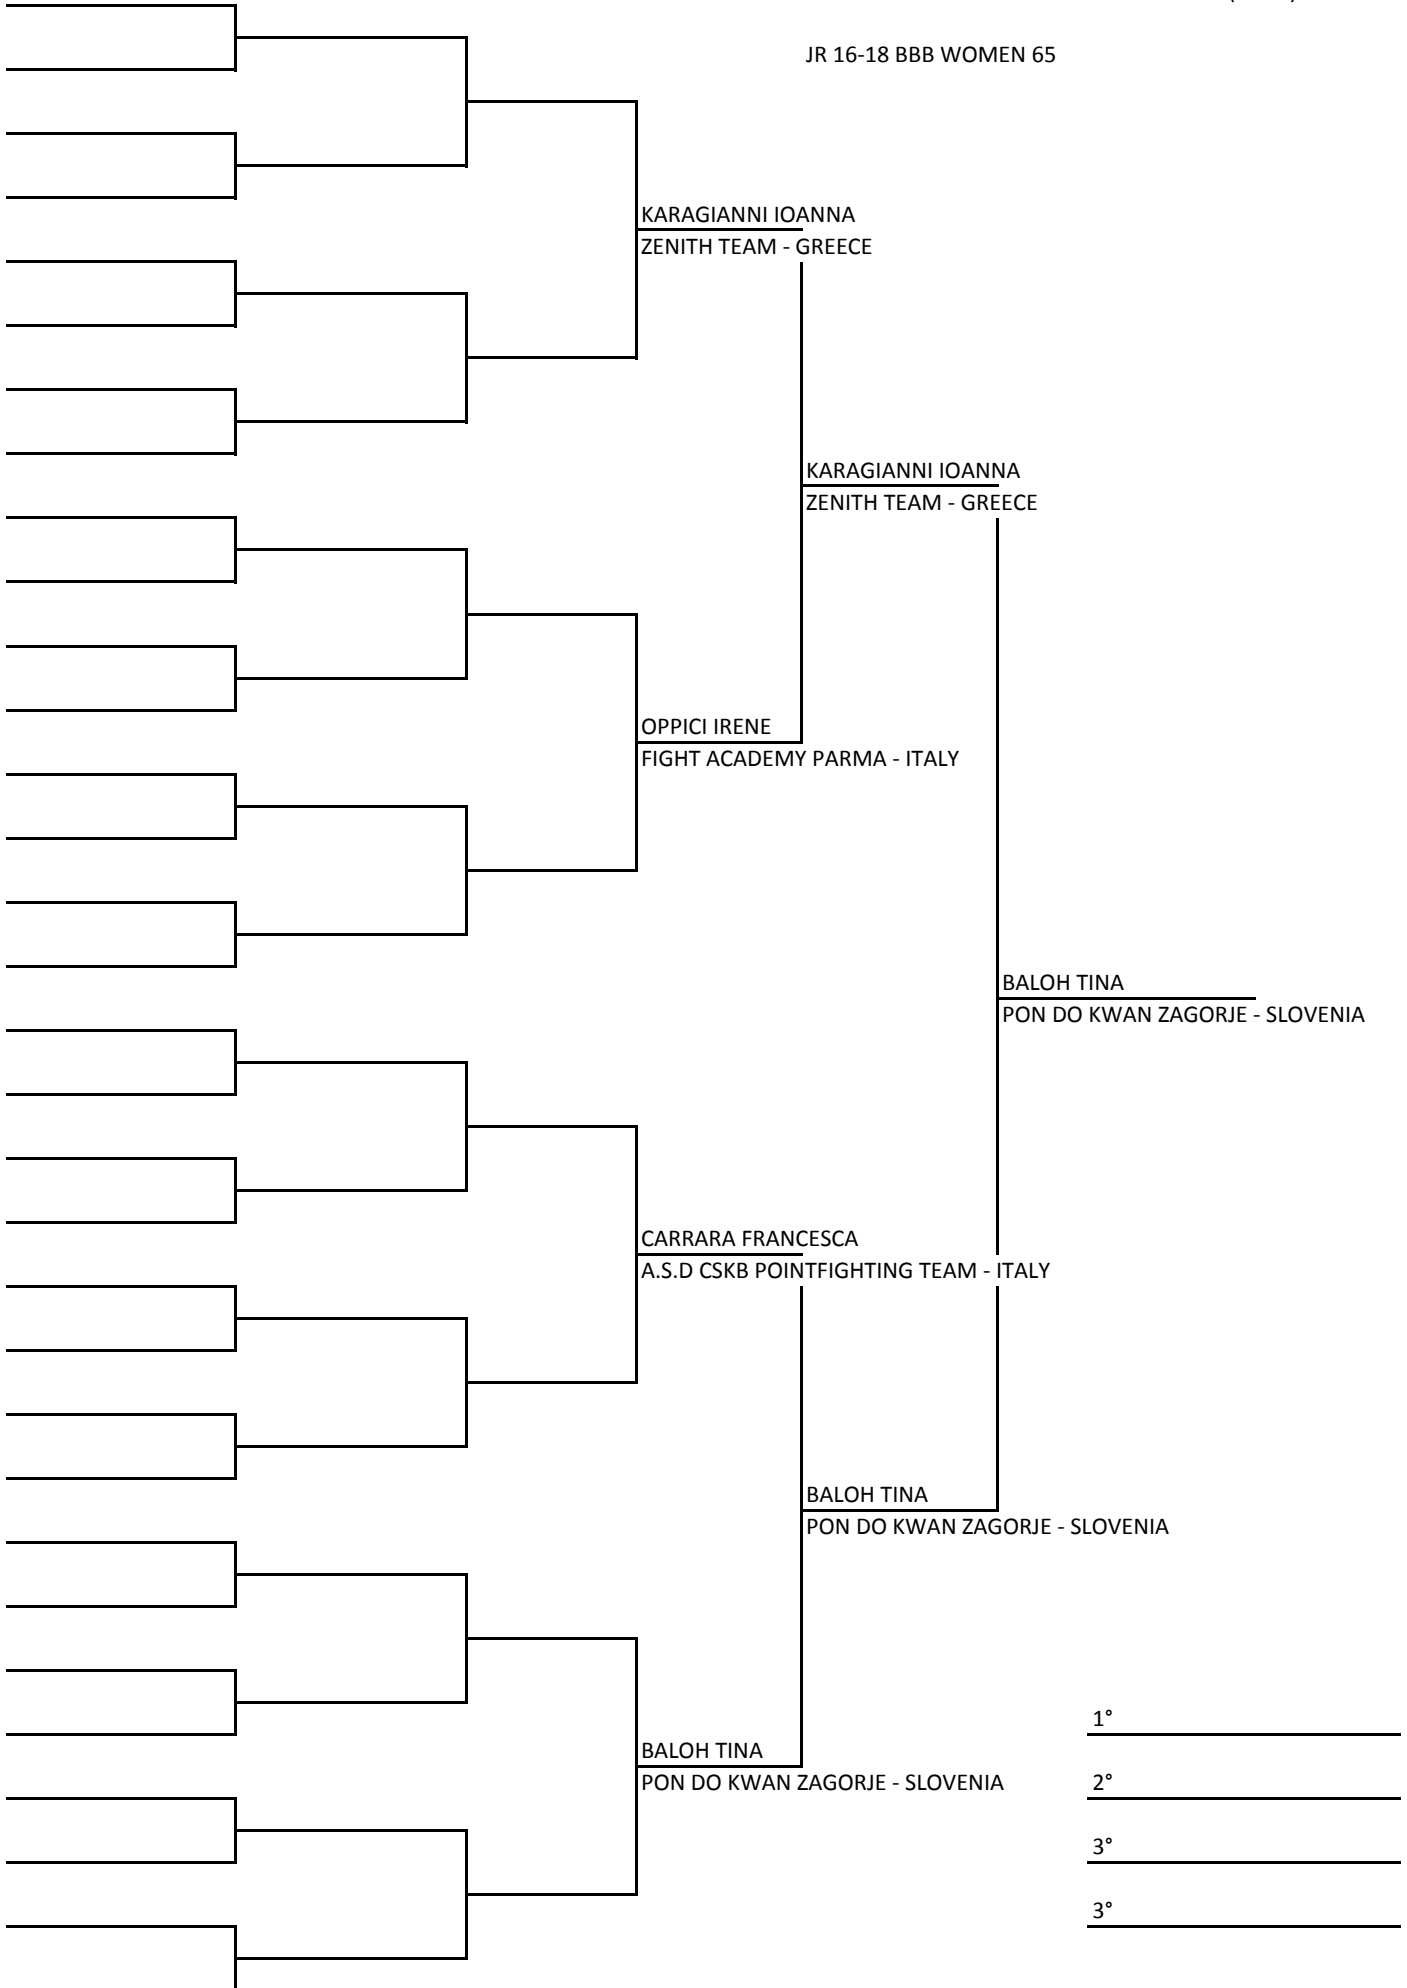 JR 16-18 BBB WOMEN 65
KARAGIANNI IOANNA
ZENITH TEAM - GREECE
KARAGIANNI IOANNA
ZENITH TEAM - GREECE
OPPICI IRENE
FIGHT ACADEMY PARMA - ITALY
BALOH TINA
PON DO KWAN ZAGORJE - SLOVENIA
CARRARA FRANCESCA
A.S.D CSKB POINTFIGHTING TEAM - ITALY
BALOH TINA
PON DO KWAN ZAGORJE - SLOVENIA
BALOH TINA
PON DO KWAN ZAGORJE - SLOVENIA
1°
2°
3°
3°